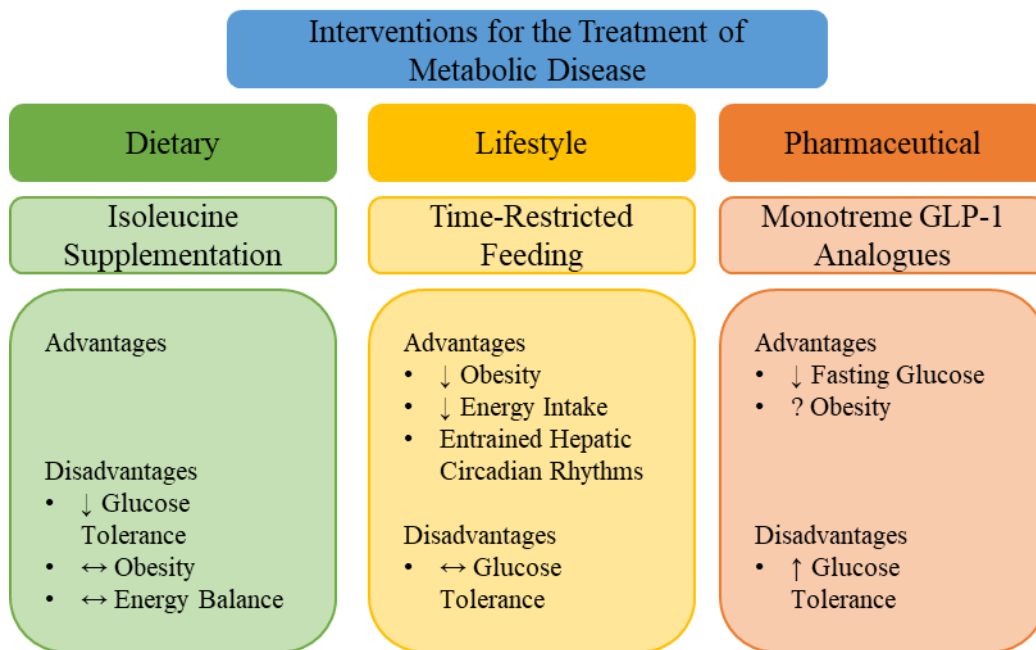 Interventions for the Treatment of
Metabolic Disease
Dietary
Isoleucine
Supplementation
Advantages
Disadvantages
• ↓ Glucose
Tolerance
• ↔ Obesity
• ↔ Energy Balance
Lifestyle
Time-Restricted
Feeding
Advantages
• ↓ Obesity
• ↓ Energy Intake
• Entrained Hepatic
Circadian Rhythms
Disadvantages
• ↔ Glucose
Tolerance
Pharmaceutical
Monotreme GLP-1
Analogues
Advantages
• ↓ Fasting Glucose
• ? Obesity
Disadvantages
• ↑ Glucose
Tolerance